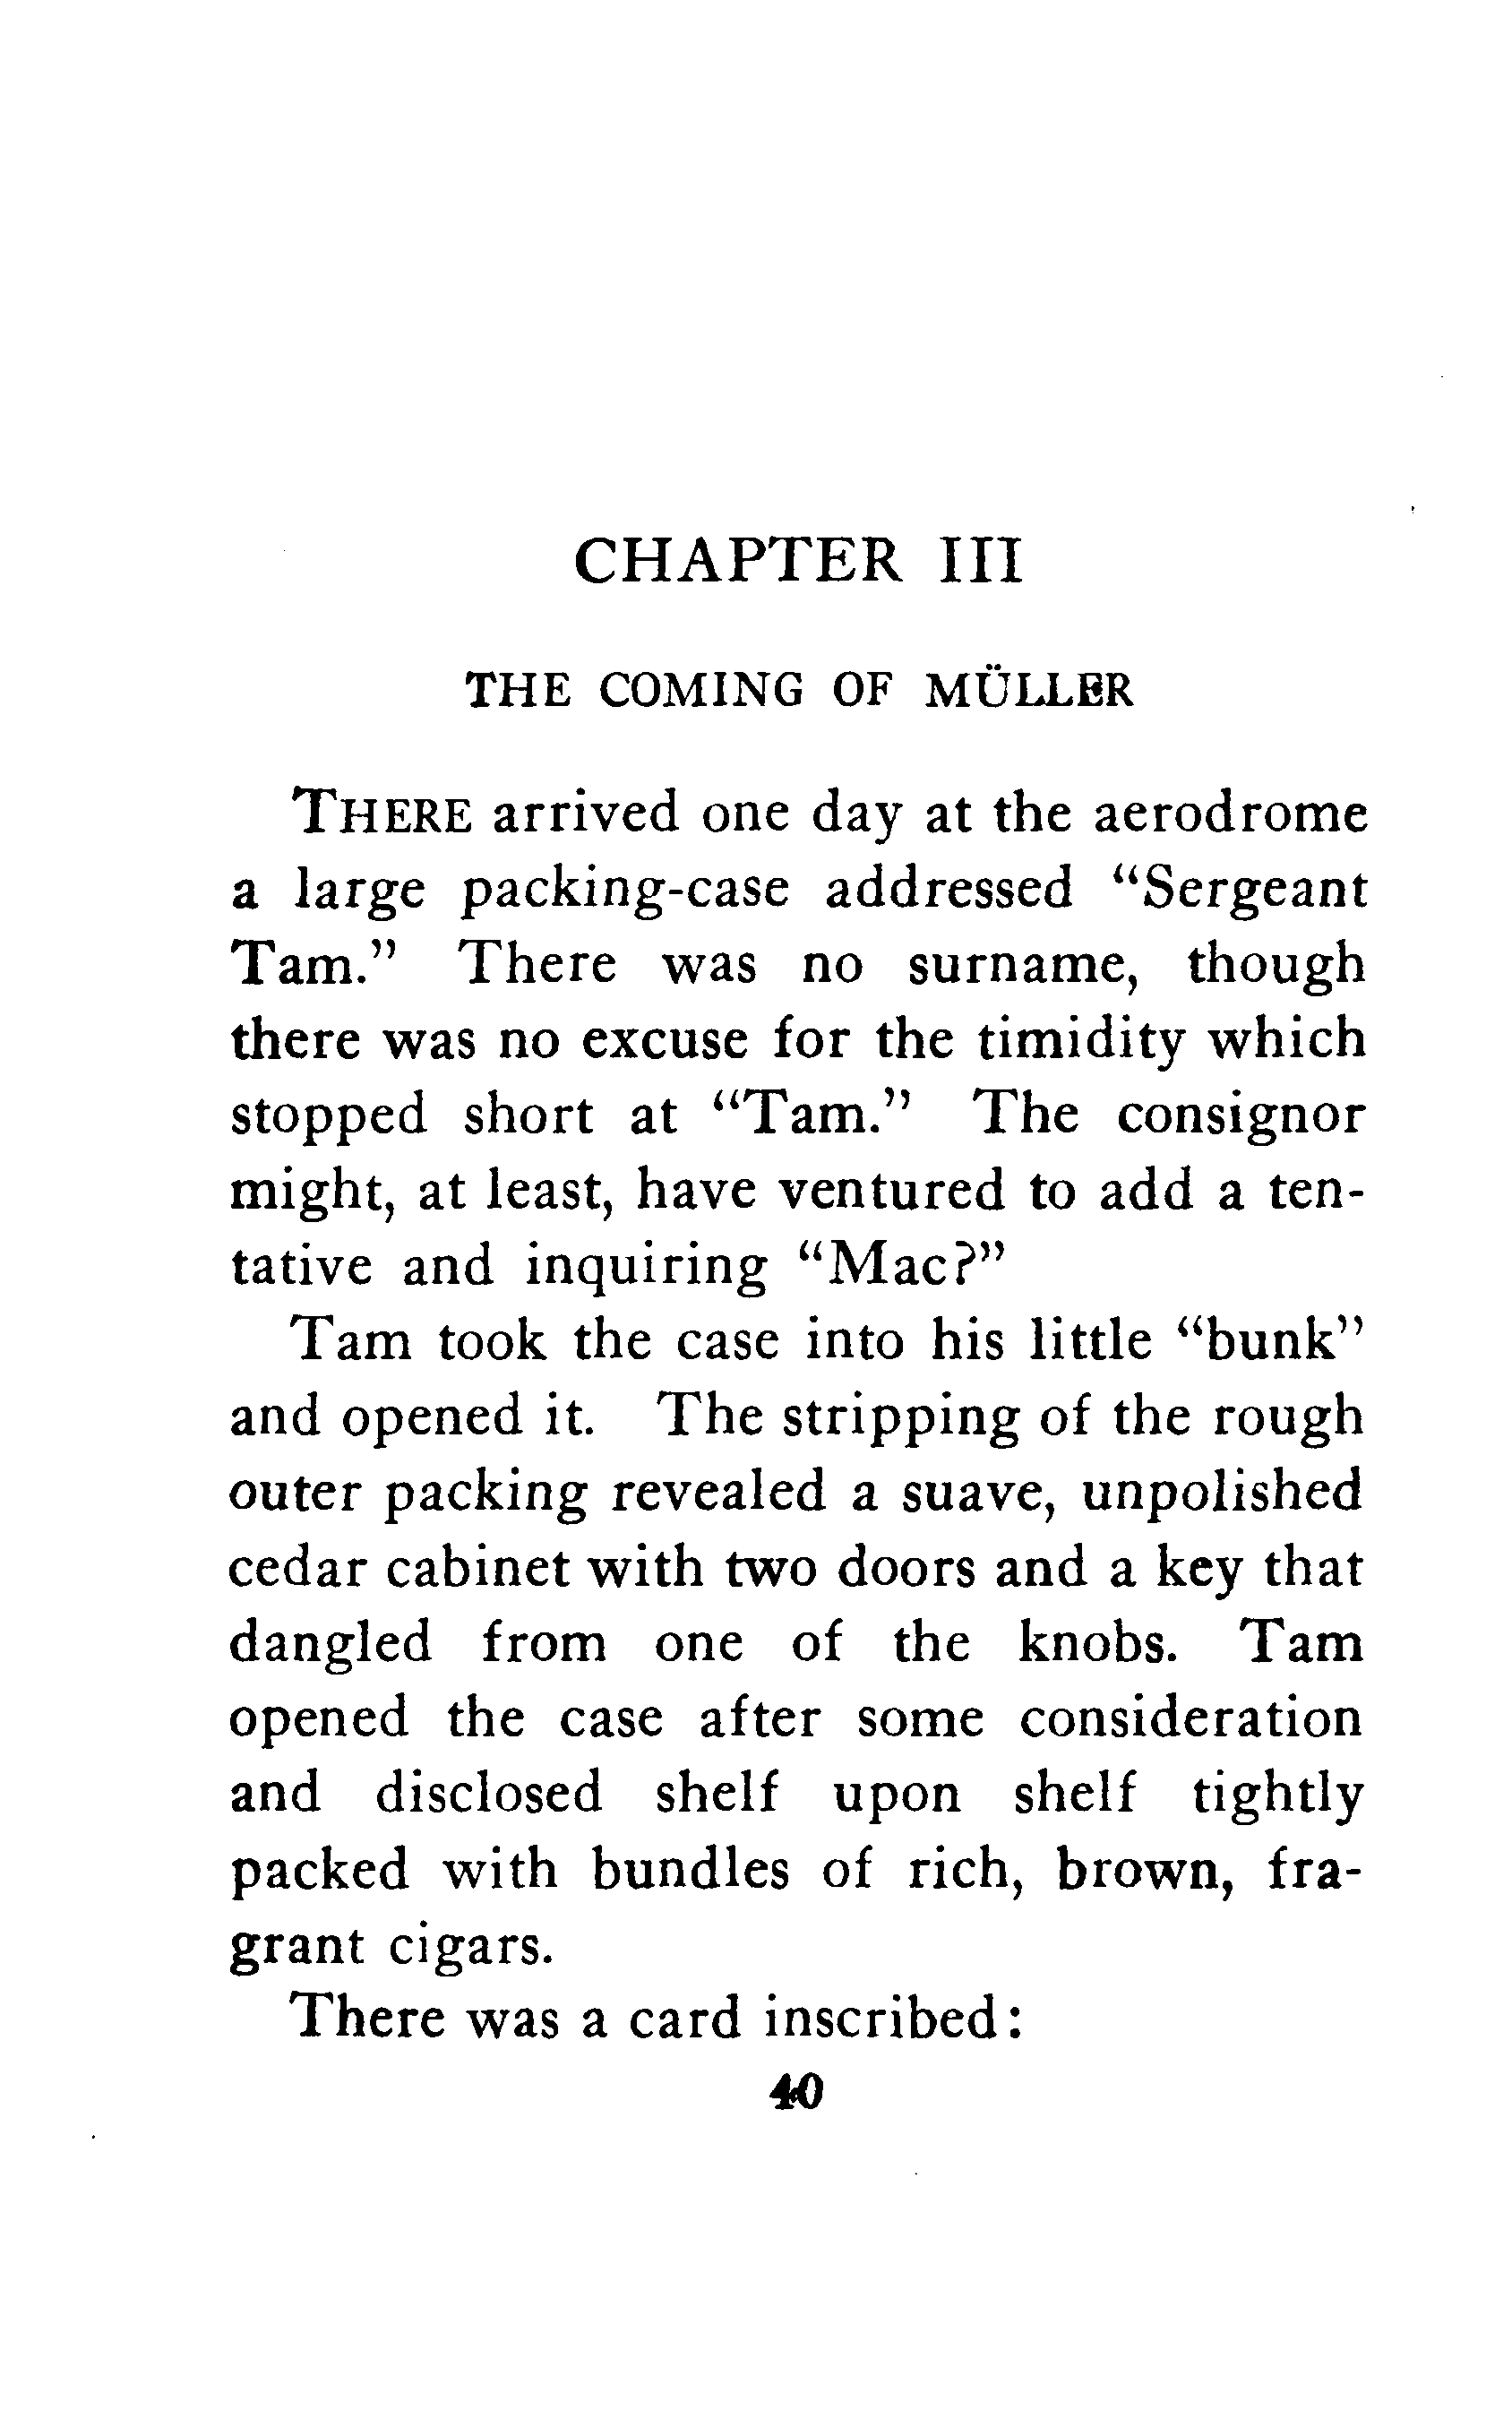 CHAPTER III
THE COMING OF MÜLLER
THERE arrived one day at the aerodrome
a large packing-case addressed “Sergeant
Tam.” There was no surname, though
there was no excuse for the timidity which
stopped short at “Tam.” The consignor
might, at least, have ventured to add a ten-
tative and inquiring “Mac?”
Tam took the case into his little “bunk”
and opened it. The stripping of the rough
outer packing revealed a suave, unpolished
cedar cabinet with two doors and a key that
dangled from one of the knobs. Tam
opened the case after some consideration
and disclosed shelf upon shelf tightly
packed with bundles of rich, brown, fra-
grant cigars.
There was a card inscribed:
40